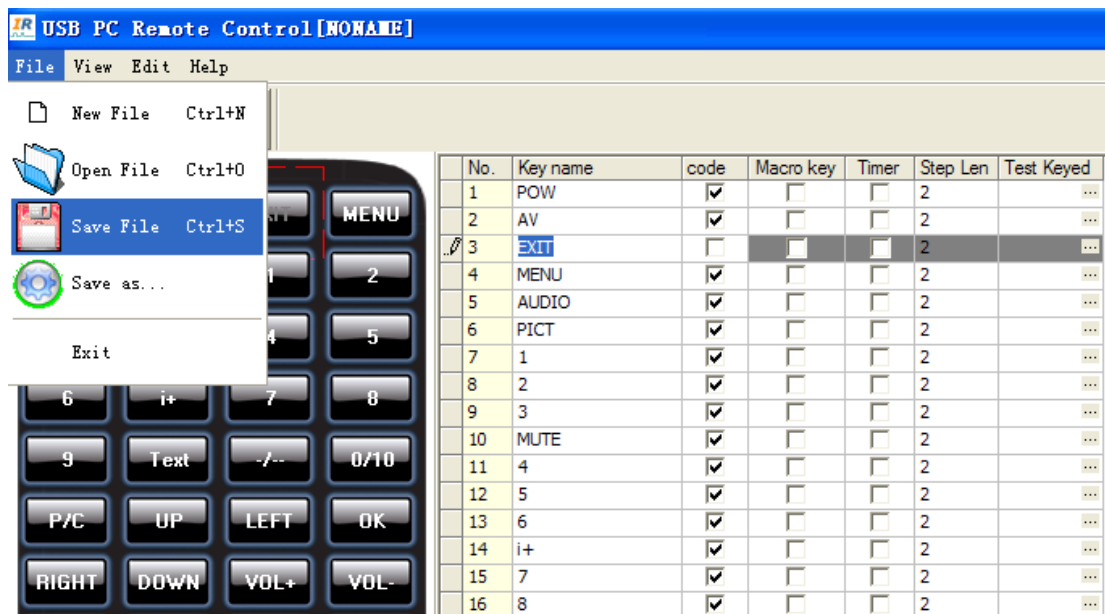 IR USB PC Remote Control[NONAME]
File View Edit Help
New File Ctrl+N
Open File Ctrl+O
Save File Ctrl+S
Save as...
Exit
MENU
1 2
4 5
6 i+ 7 8
9 Text -/-- 0/10
P/C UP LEFT OK
RIGHT DOWN VOL+ VOL-
No. Key name code Macro key Timer Step Len Test Keyed
1 POW 2 ...
2 AV 2 ...
3 EXIT 2 ...
4 MENU 2 ...
5 AUDIO 2 ...
6 PICT 2 ...
7 1 2 ...
8 2 2 ...
9 3 2 ...
10 MUTE 2 ...
11 4 2 ...
12 5 2 ...
13 6 2 ...
14 i+ 2 ...
15 7 2 ...
16 8 2 ...